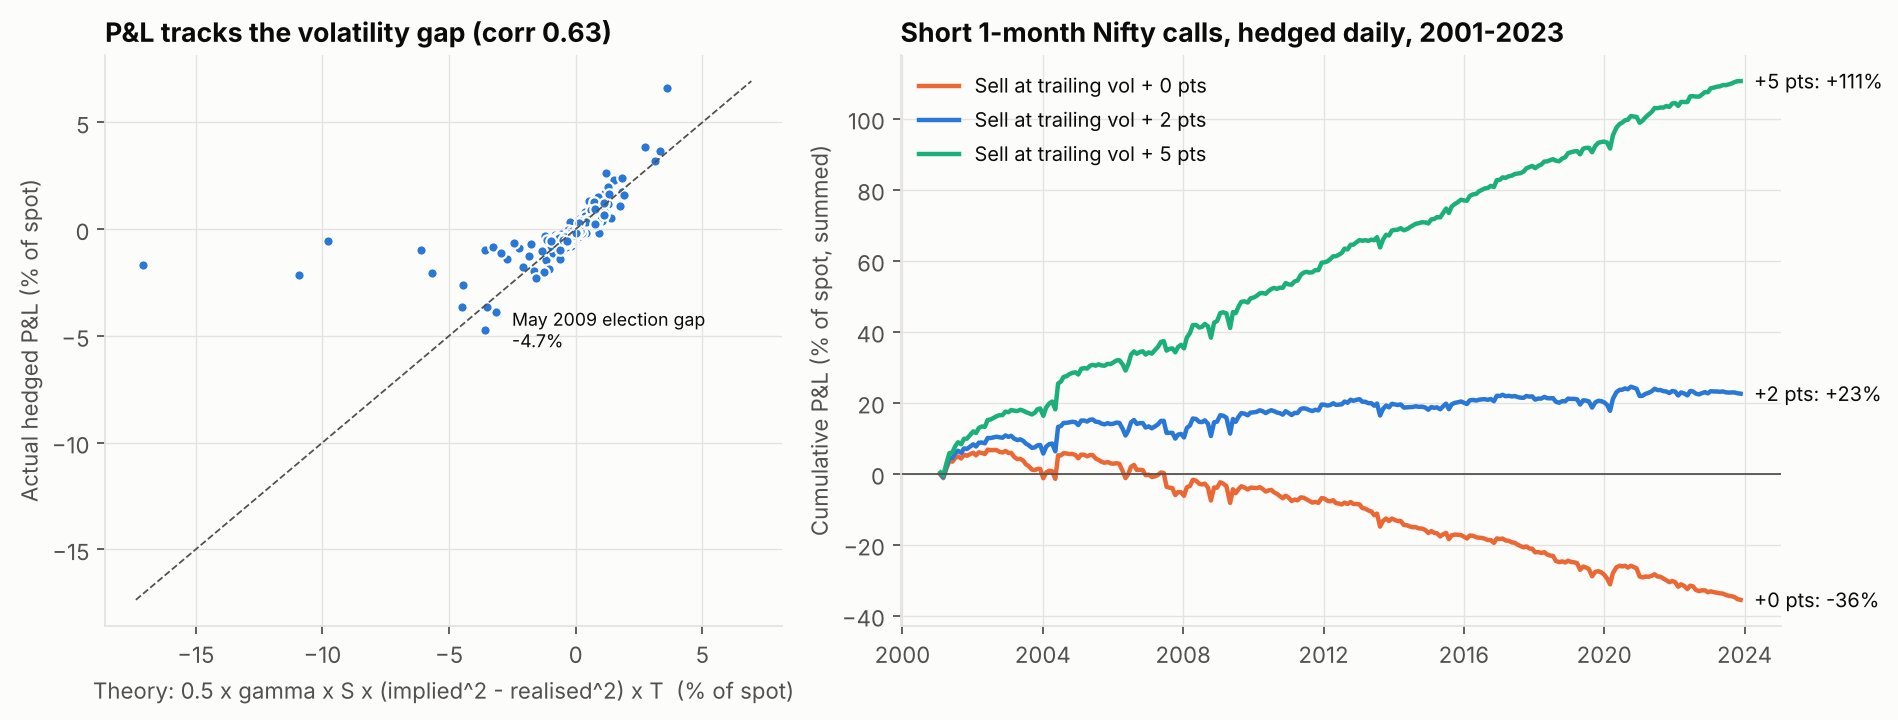 P&L tracks the volatility gap (corr 0.63)
Actual hedged P&L (% of spot)
5
0
−5
−10
−15
May 2009 election gap
-4.7%
−15
−10
−5
0
5
Theory: 0.5 x gamma x S x (implied^2 - realised^2) x T (% of spot)
Short 1-month Nifty calls, hedged daily, 2001-2023
Sell at trailing vol + 0 pts
Sell at trailing vol + 2 pts
Sell at trailing vol + 5 pts
Cumulative P&L (% of spot, summed)
100
80
60
40
20
0
−20
−40
+5 pts: +111%
+2 pts: +23%
+0 pts: -36%
2000
2004
2008
2012
2016
2020
2024